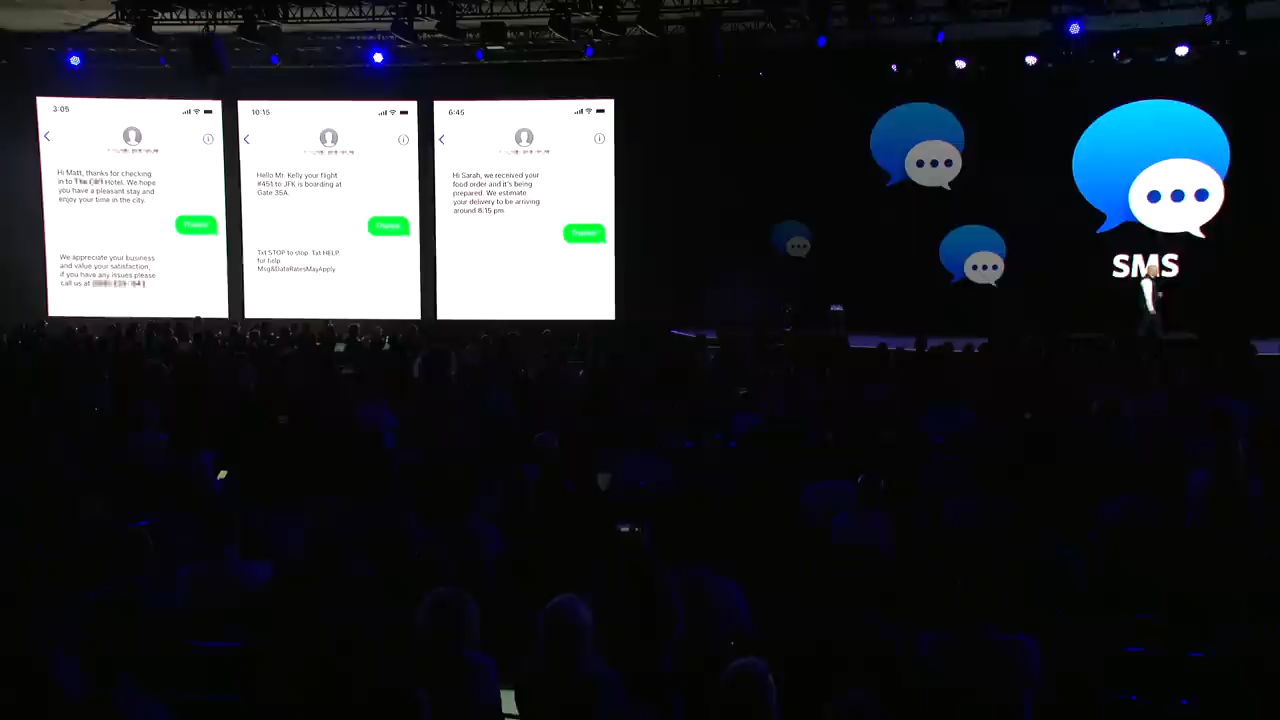 3:05
Hi Matt, thanks for checking
in to The Hotel. We hope
you have a pleasant stay and
enjoy your time in the city.
Thanks!
We appreciate your business
and value your satisfaction,
if you have any issues please
call us at
10:15
Hello Mr. Kelly your flight
#451 to JFK is boarding at
Gate 35A.
Thanks!
Txt STOP to stop Txt HELP
for help
Msg&DataRatesMayApply
6:45
Hi Sarah, we received your
food order and it's being
prepared. We estimate
your delivery to be arriving
around 8:15 pm.
Thanks!
SMS